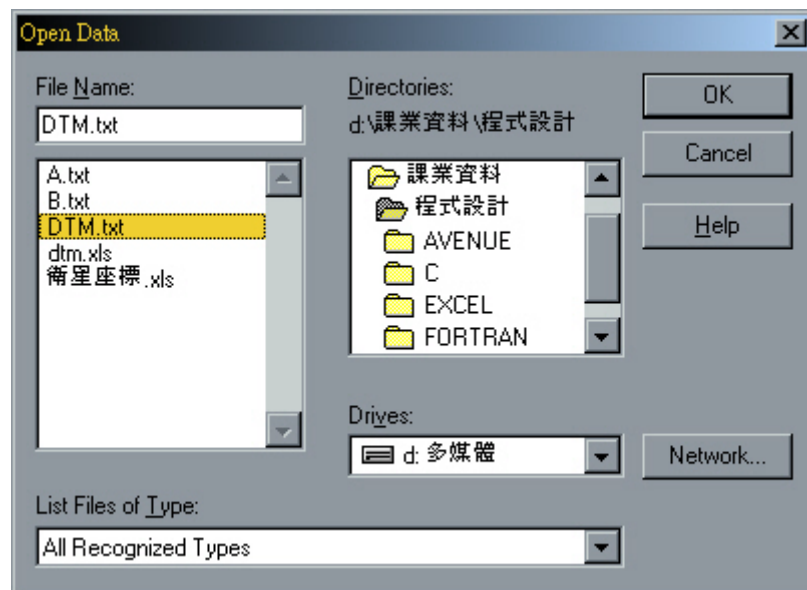 Open Data
File Name:
DTM.txt
A.txt
B.txt
DTM.txt
dtm.xls
衛星座標.xls
Directories:
d:\課業資料\程式設計
課業資料
程式設計
AVENUE
C
EXCEL
FORTRAN
Drives:
d: 多媒體
OK
Cancel
Help
Network...
List Files of Type:
All Recognized Types